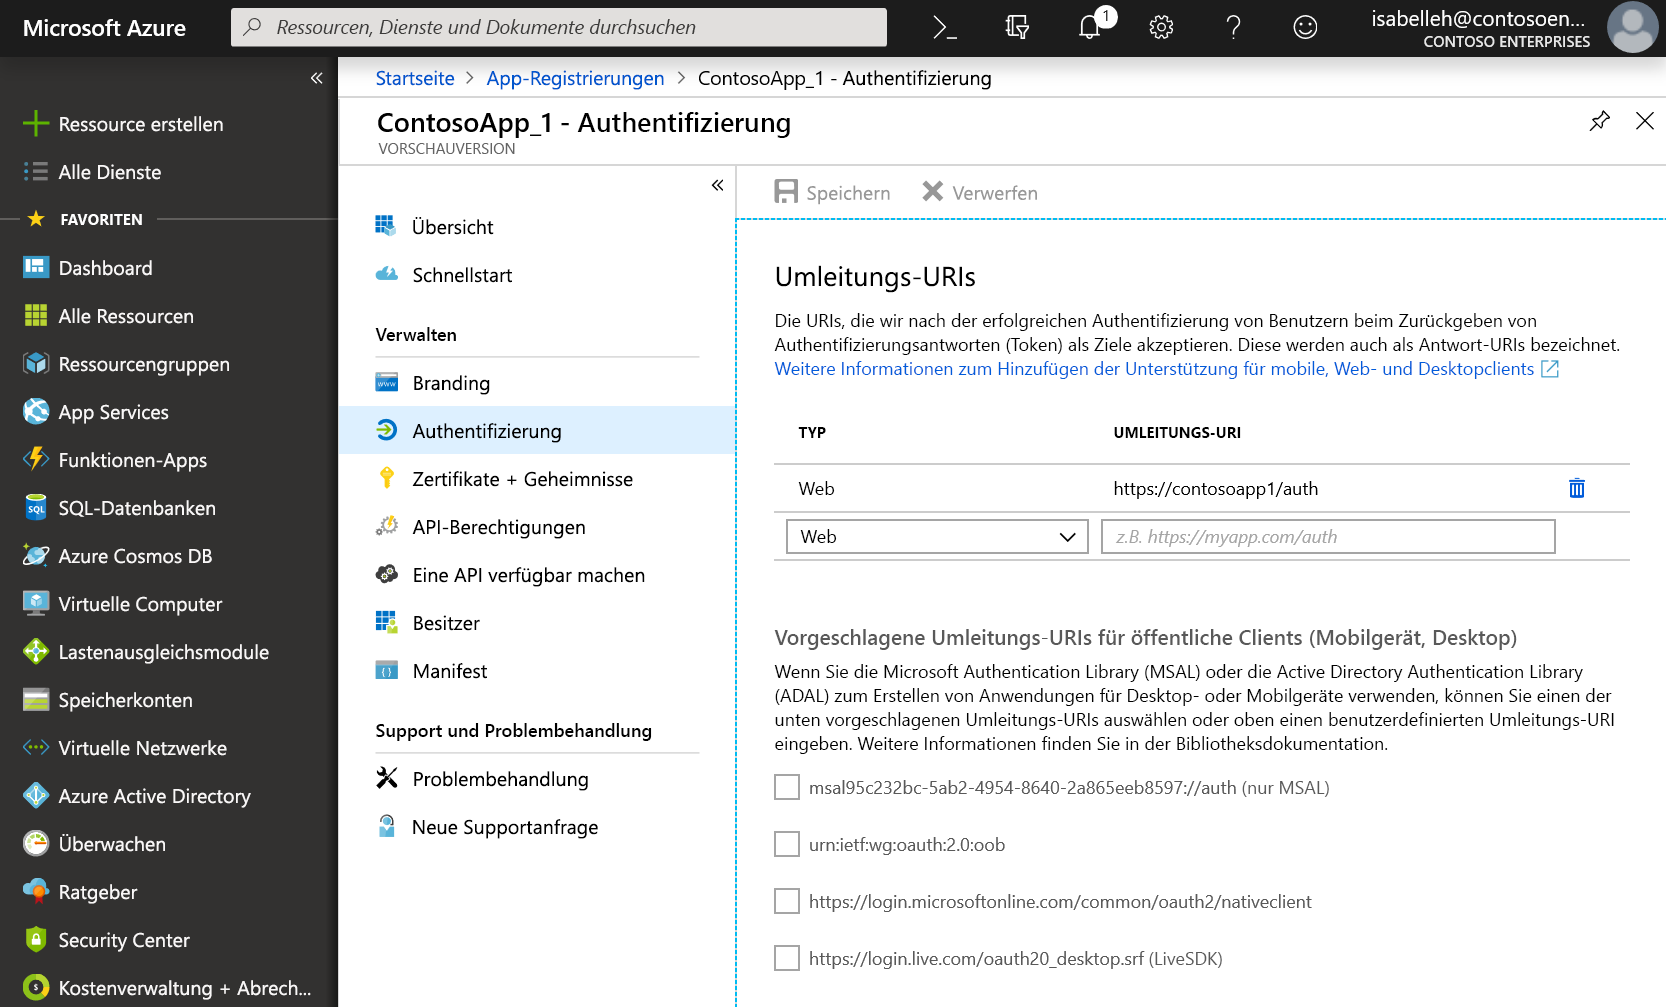 Microsoft Azure
Ressourcen, Dienste und Dokumente durchsuchen
1
isabelleh@contosoen...
CONTOSO ENTERPRISES
Ressource erstellen
Alle Dienste
FAVORITEN
Dashboard
Alle Ressourcen
Ressourcengruppen
App Services
Funktionen-Apps
SQL-Datenbanken
Azure Cosmos DB
Virtuelle Computer
Lastenausgleichsmodule
Speicherkonten
Virtuelle Netzwerke
Azure Active Directory
Überwachen
Ratgeber
Security Center
Kostenverwaltung + Abrech...
Startseite > App-Registrierungen > ContosoApp_1 - Authentifizierung
ContosoApp_1 - Authentifizierung
VORSCHAUVERSION
Übersicht
Schnellstart
Verwalten
Branding
Authentifizierung
Zertifikate + Geheimnisse
API-Berechtigungen
Eine API verfügbar machen
Besitzer
Manifest
Support und Problembehandlung
Problembehandlung
Neue Supportanfrage
Speichern Verwerfen
Umleitungs-URIs
Die URIs, die wir nach der erfolgreichen Authentifizierung von Benutzern beim Zurückgeben von
Authentifizierungsantworten (Token) als Ziele akzeptieren. Diese werden auch als Antwort-URIs bezeichnet.
Weitere Informationen zum Hinzufügen der Unterstützung für mobile, Web- und Desktopclients
TYP UMLEITUNGS-URI
Web https://contosoapp1/auth
Web z.B. https://myapp.com/auth
Vorgeschlagene Umleitungs-URIs für öffentliche Clients (Mobilgerät, Desktop)
Wenn Sie die Microsoft Authentication Library (MSAL) oder die Active Directory Authentication Library
(ADAL) zum Erstellen von Anwendungen für Desktop- oder Mobilgeräte verwenden, können Sie einen der
unten vorgeschlagenen Umleitungs-URIs auswählen oder oben einen benutzerdefinierten Umleitungs-URI
eingeben. Weitere Informationen finden Sie in der Bibliotheksdokumentation.
msal95c232bc-5ab2-4954-8640-2a865eeb8597://auth (nur MSAL)
urn:ietf:wg:oauth:2.0:oob
https://login.microsoftonline.com/common/oauth2/nativeclient
https://login.live.com/oauth20_desktop.srf (LiveSDK)